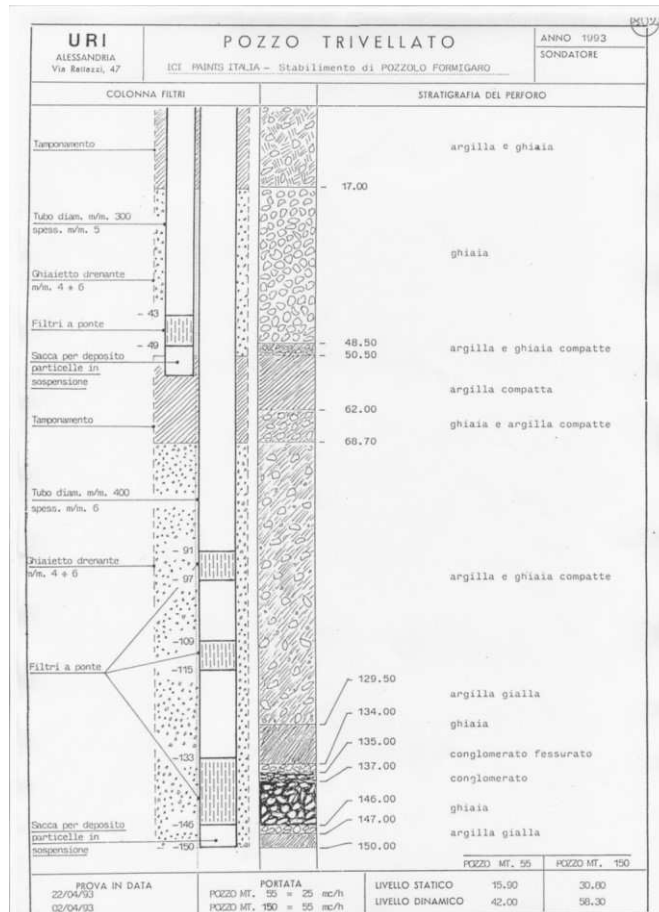 URI
ALESSANDRIA
Via Rattazzi, 47
POZZO TRIVELLATO
ICI PAINTS ITALIA - Stabilimento di POZZOLO FORMIGARO
ANNO 1993
SONDATORE
COLONNA FILTRI
STRATIGRAFIA DEL PERFORO
Tamponamento
argilla e ghiaia
17.00
Tubo diam. m/m. 300
spess. m/m. 5
ghiaia
Ghiaietto drenante
m/m. 4 ÷ 6
- 43
Filtri a ponte
- 49
48.50
argilla e ghiaia compatte
50.50
Sacca per deposito
particelle in
sospensione
argilla compatta
62.00
Tamponamento
ghiaia e argilla compatte
68.70
Tubo diam. m/m. 400
spess. m/m. 6
-91
Ghiaietto drenante
m/m. 4 ÷ 6
-97
argilla e ghiaia compatte
-109
Filtri a ponte
-115
129.50
argilla gialla
134.00
ghiaia
135.00
conglomerato fessurato
-133
137.00
conglomerato
146.00
ghiaia
-146
147.00
Sacca per deposito
particelle in
sospensione
argilla gialla
-150
150.00
POZZO MT. 55
POZZO MT. 150
PROVA IN DATA
PORTATA
22/04/93
POZZO MT. 55 = 25 mc/h
LIVELLO STATICO
15.90
30.60
02/04/93
POZZO MT. 150 = 55 mc/h
LIVELLO DINAMICO
42.00
58.30